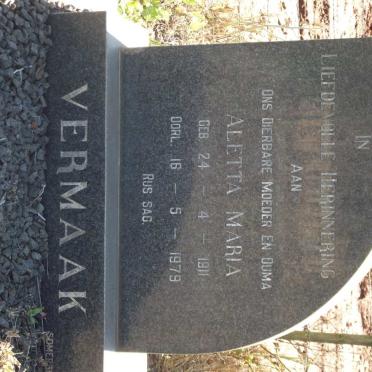 IN
LIEFDEVOLLE HERINNERING
AAN
ONS DIERBARE MOEDER EN OUMA
ALETTA MARIA
GEB. 24 – 4 – 1911
OORL. 16 – 5 – 1979
RUS SAG.
VERMAAK